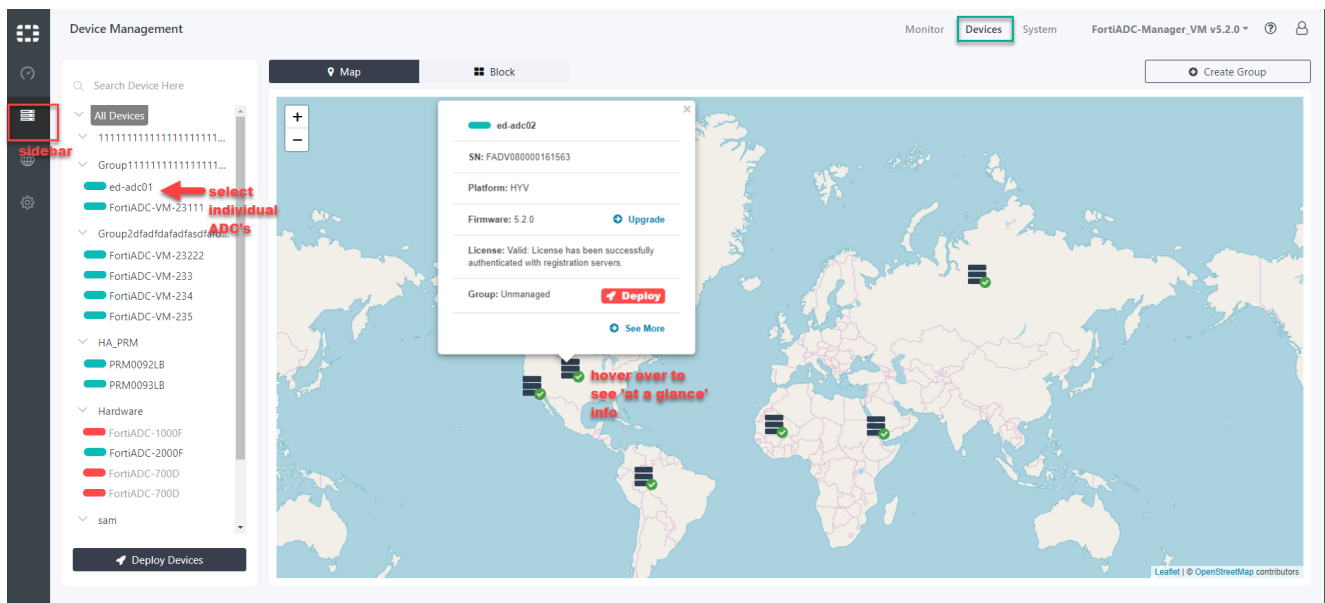 Device Management
Monitor Devices System FortiADC-Manager_VM v5.2.0
Search Device Here
All Devices
1111111111111111111111...
Group1111111111111111...
ed-adc01
FortiADC-VM-23111
FortiADC-VM-23222
FortiADC-VM-233
FortiADC-VM-234
FortiADC-VM-235
HA_PRM
PRM0092LB
PRM0093LB
Hardware
FortiADC-1000F
FortiADC-2000F
FortiADC-700D
FortiADC-700D
sam
Deploy Devices
sidebar
select
individual
ADC's
Map
Block
Create Group
+
−
×
ed-adc02
SN: FADV080000161563
Platform: HYV
Firmware: 5.2.0 Upgrade
License: Valid: License has been successfully
authenticated with registration servers.
Group: Unmanaged Deploy
See More
hover over to
see 'at a glance'
info
Leaflet | © OpenStreetMap contributors